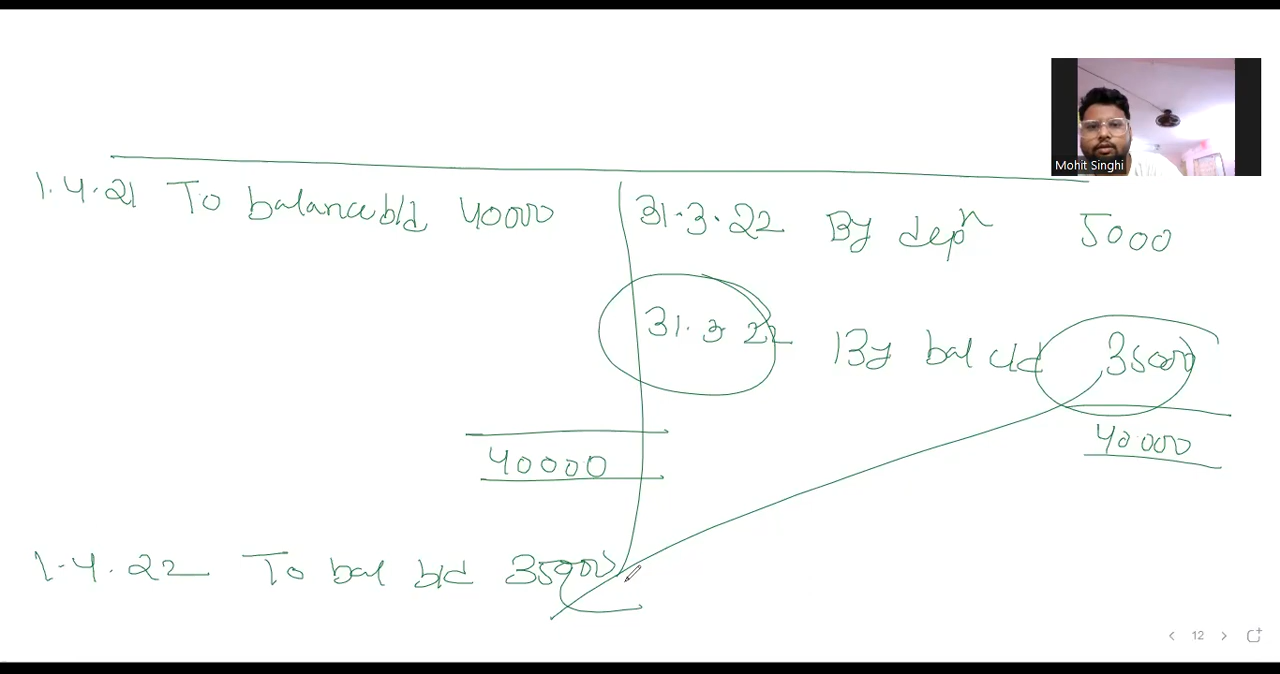 Mohit Singhi
1.4.21 To balance b/d 40000
31.3.22 By depⁿ 5000
31.3.22 By bal c/d 35000
40000
40000
1.4.22 To bal b/d 35000
12